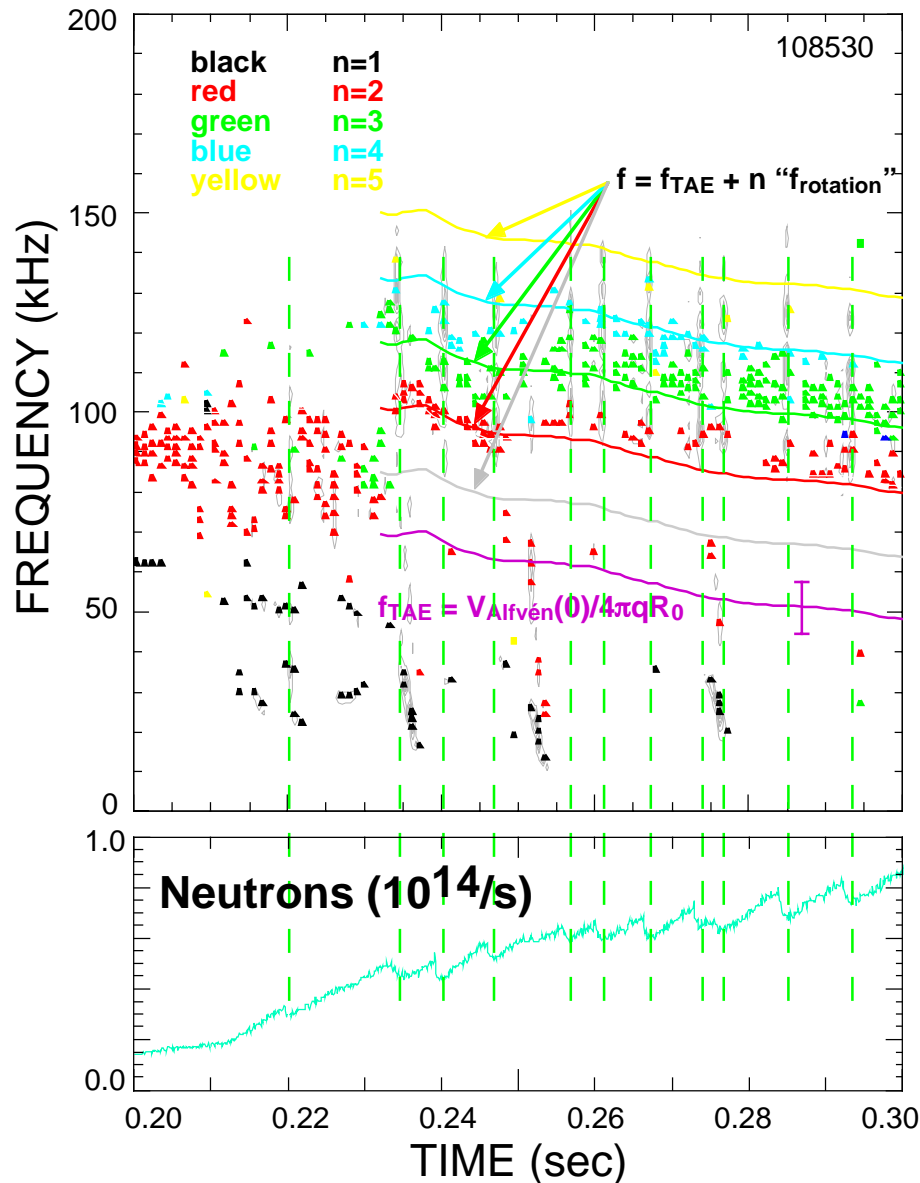 200
150
100
50
0
FREQUENCY (kHz)
108530
black n=1
red n=2
green n=3
blue n=4
yellow n=5
f = fTAE + n “frotation”
fTAE = VAlfvén(0)/4πqR0
1.0
0.0
Neutrons (10^14/s)
0.20 0.22 0.24 0.26 0.28 0.30
TIME (sec)